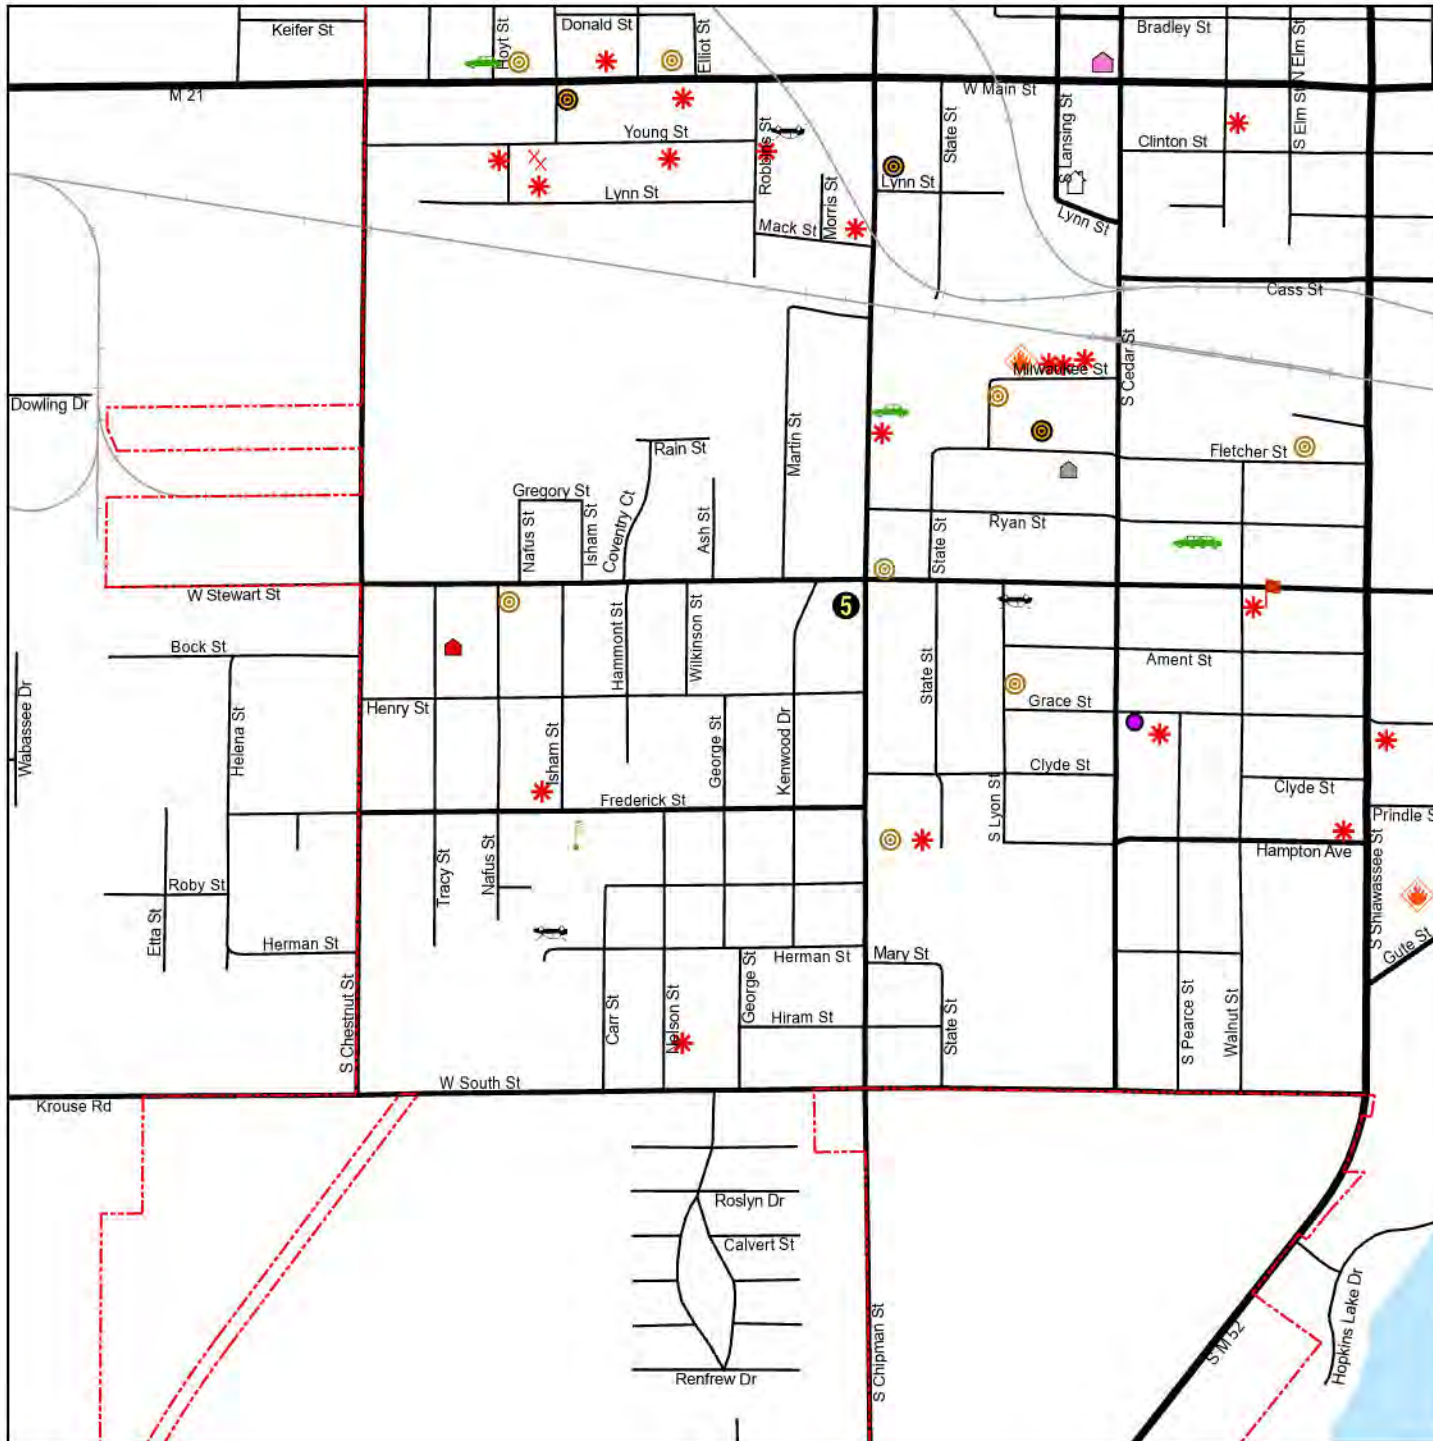 Keifer St
Hoyt St
Donald St
Elliot St
Bradley St
N Elm St
M 21
W Main St
Young St
Robbins St
State St
S Lansing St
Clinton St
S Elm St
Lynn St
Morris St
Mack St
Lynn St
Lynn St
Cass St
S Cedar St
Milwaukee St
Dowling Dr
Martin St
Rain St
Fletcher St
Gregory St
Nafus St
Isham St
Coventry Ct
Ash St
State St
Ryan St
W Stewart St
5
Bock St
Hammont St
Wilkinson St
State St
Ament St
Wabassee Dr
Helena St
Henry St
Isham St
George St
Kenwood Dr
Grace St
Clyde St
Clyde St
Frederick St
S Lyon St
Prindle S
Hampton Ave
Tracy St
Nafus St
Roby St
Etta St
Herman St
S Shiawassee St
Gute St
Herman St
Mary St
S Chestnut St
Carr St
Nelson St
George St
Hiram St
State St
S Pearce St
Walnut St
W South St
Krouse Rd
Roslyn Dr
Calvert St
Renfrew Dr
S Chipman St
S M 52
Hopkins Lake Dr